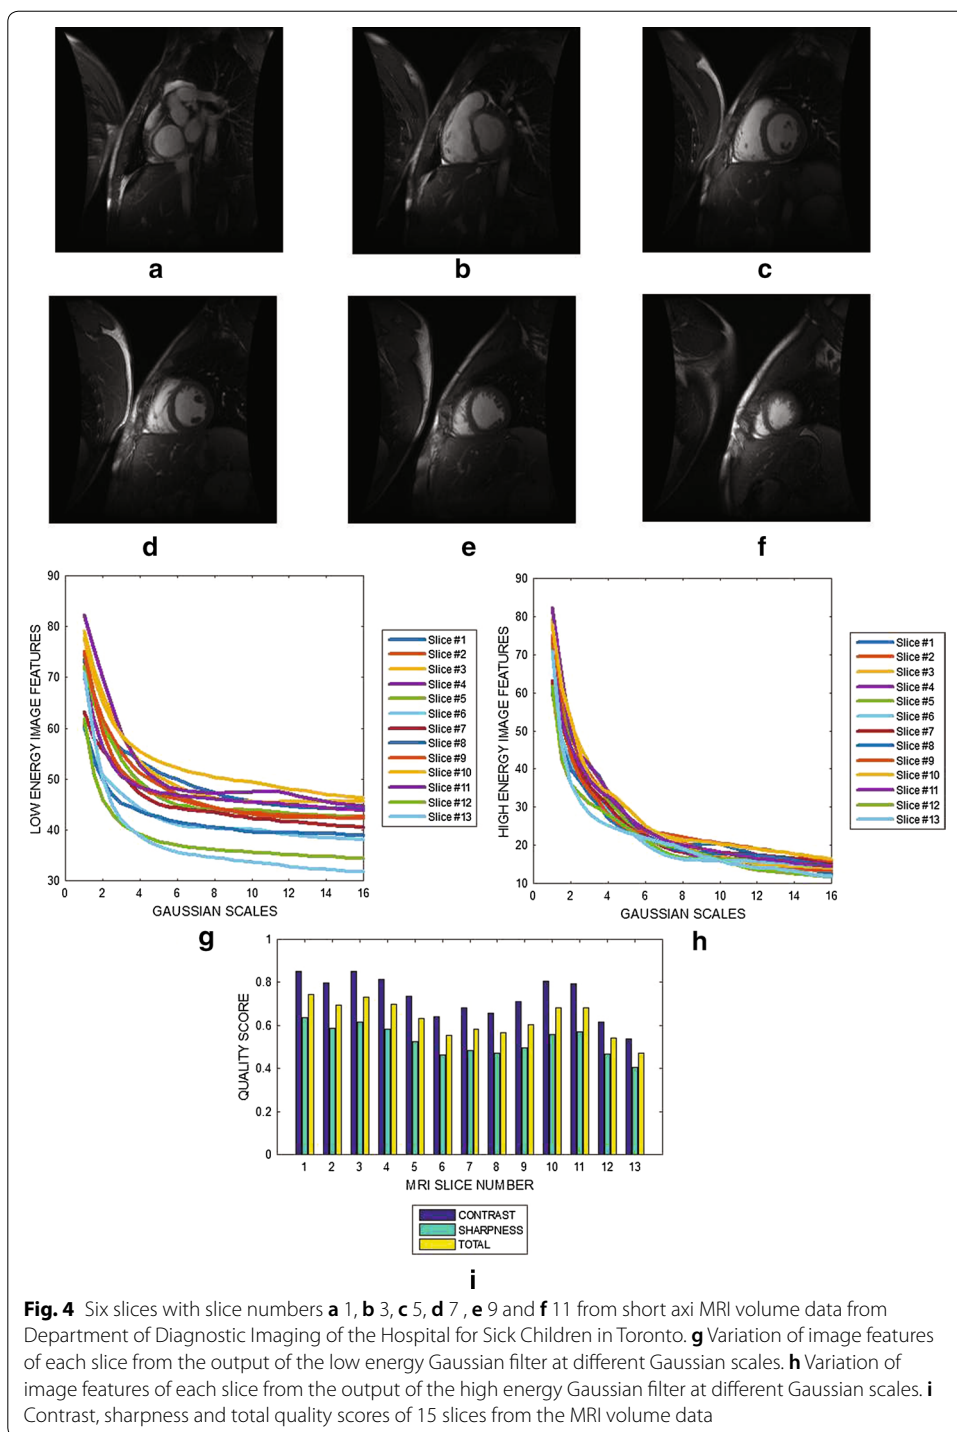 a
b
c
d
e
f
90
80
70
60
50
40
30
0 2 4 6 8 10 12 14 16
LOW ENERGY IMAGE FEATURES
GAUSSIAN SCALES
Slice #1
Slice #2
Slice #3
Slice #4
Slice #5
Slice #6
Slice #7
Slice #8
Slice #9
Slice #10
Slice #11
Slice #12
Slice #13
g
90
80
70
60
50
40
30
20
10
0 2 4 6 8 10 12 14 16
HIGH ENERGY IMAGE FEATURES
GAUSSIAN SCALES
Slice #1
Slice #2
Slice #3
Slice #4
Slice #5
Slice #6
Slice #7
Slice #8
Slice #9
Slice #10
Slice #11
Slice #12
Slice #13
h
1
0.8
0.6
0.4
0.2
0
QUALITY SCORE
1 2 3 4 5 6 7 8 9 10 11 12 13
MRI SLICE NUMBER
CONTRAST
SHARPNESS
TOTAL
i
Fig. 4 Six slices with slice numbers a 1, b 3, c 5, d 7 , e 9 and f 11 from short axi MRI volume data from
Department of Diagnostic Imaging of the Hospital for Sick Children in Toronto. g Variation of image features
of each slice from the output of the low energy Gaussian filter at different Gaussian scales. h Variation of
image features of each slice from the output of the high energy Gaussian filter at different Gaussian scales. i
Contrast, sharpness and total quality scores of 15 slices from the MRI volume data